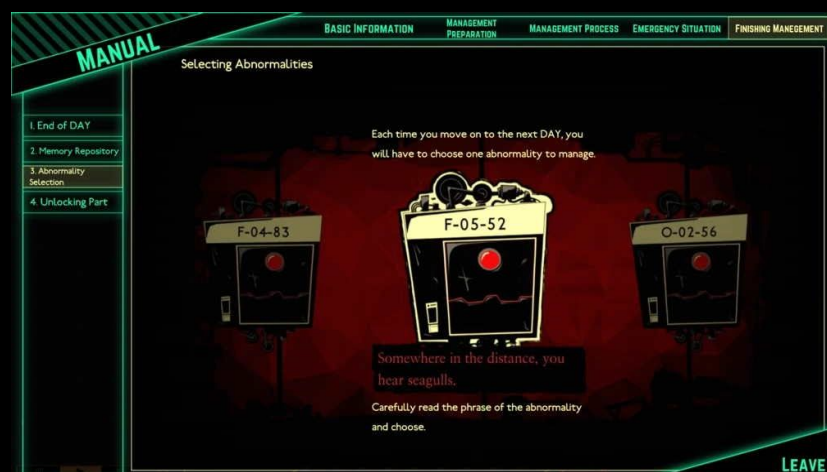 MANUAL
BASIC INFORMATION
MANAGEMENT
PREPARATION
MANAGEMENT PROCESS
EMERGENCY SITUATION
FINISHING MANEGEMENT
Selecting Abnormalities
1. End of DAY
2. Memory Repository
3. Abnormality
Selection
4. Unlocking Part
Each time you move on to the next DAY, you
will have to choose one abnormality to manage.
F-04-83
F-05-52
O-02-56
Somewhere in the distance, you
hear seagulls.
Carefully read the phrase of the abnormality
and choose.
LEAVE